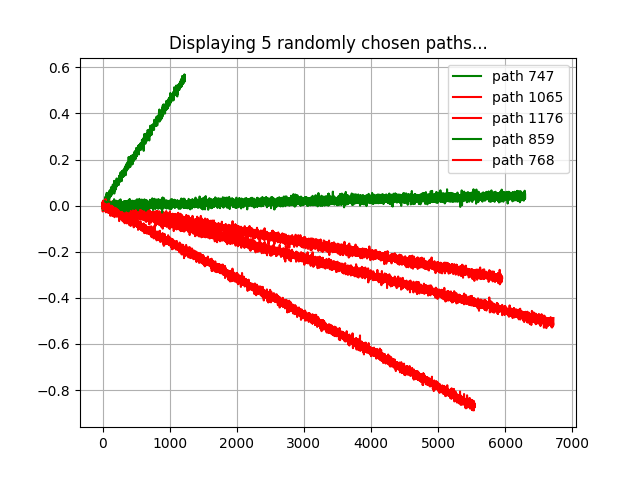 Displaying 5 randomly chosen paths...
0.6
0.4
0.2
0.0
−0.2
−0.4
−0.6
−0.8
path 747
path 1065
path 1176
path 859
path 768
0 1000 2000 3000 4000 5000 6000 7000